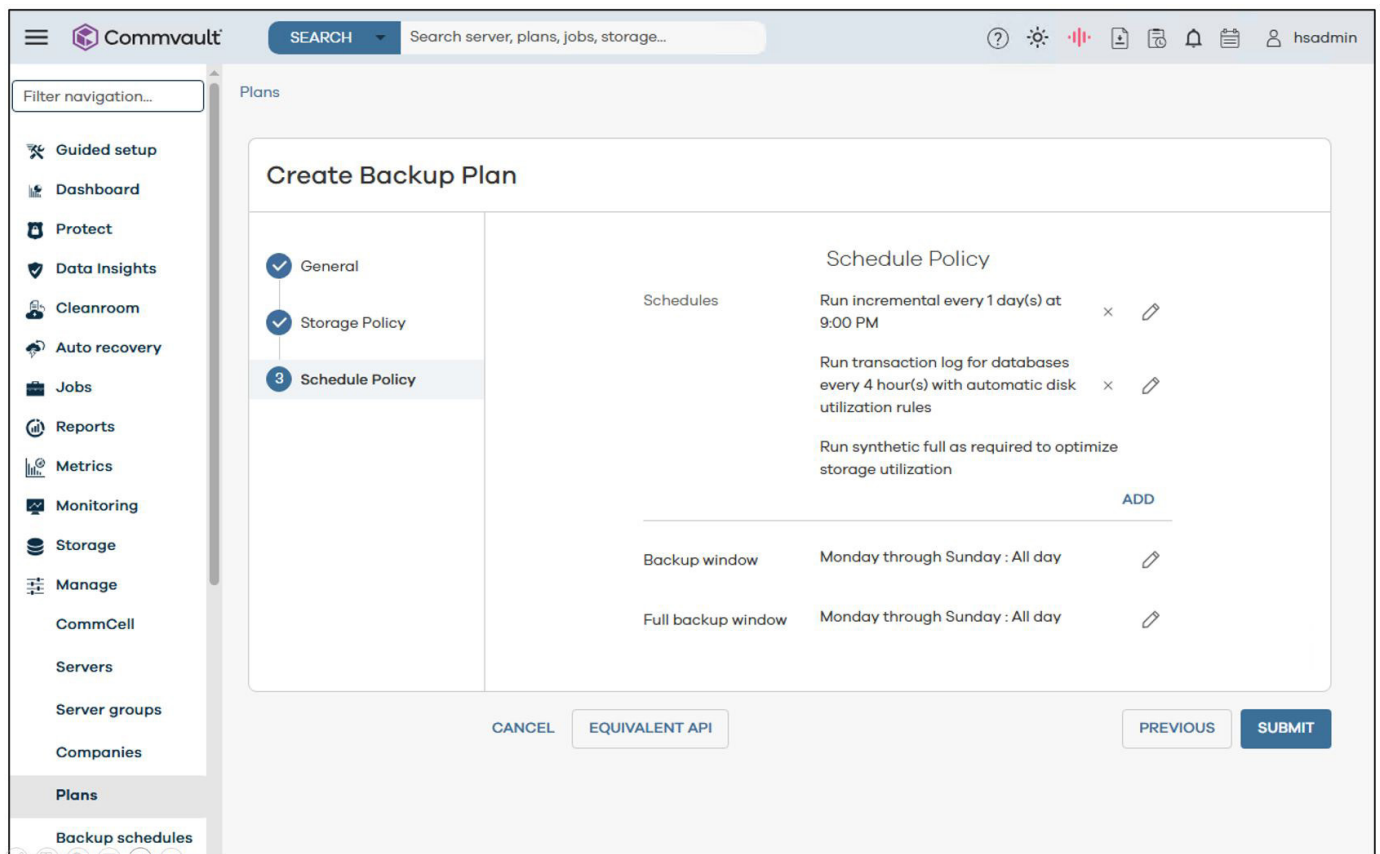 Commvault
SEARCH
Search server, plans, jobs, storage...
hsadmin
Filter navigation...
Guided setup
Dashboard
Protect
Data Insights
Cleanroom
Auto recovery
Jobs
Reports
Metrics
Monitoring
Storage
Manage
CommCell
Servers
Server groups
Companies
Plans
Backup schedules
Plans
Create Backup Plan
General
Storage Policy
3 Schedule Policy
Schedule Policy
Schedules
Run incremental every 1 day(s) at
9:00 PM
Run transaction log for databases
every 4 hour(s) with automatic disk
utilization rules
Run synthetic full as required to optimize
storage utilization
ADD
Backup window
Monday through Sunday : All day
Full backup window
Monday through Sunday : All day
CANCEL
EQUIVALENT API
PREVIOUS
SUBMIT